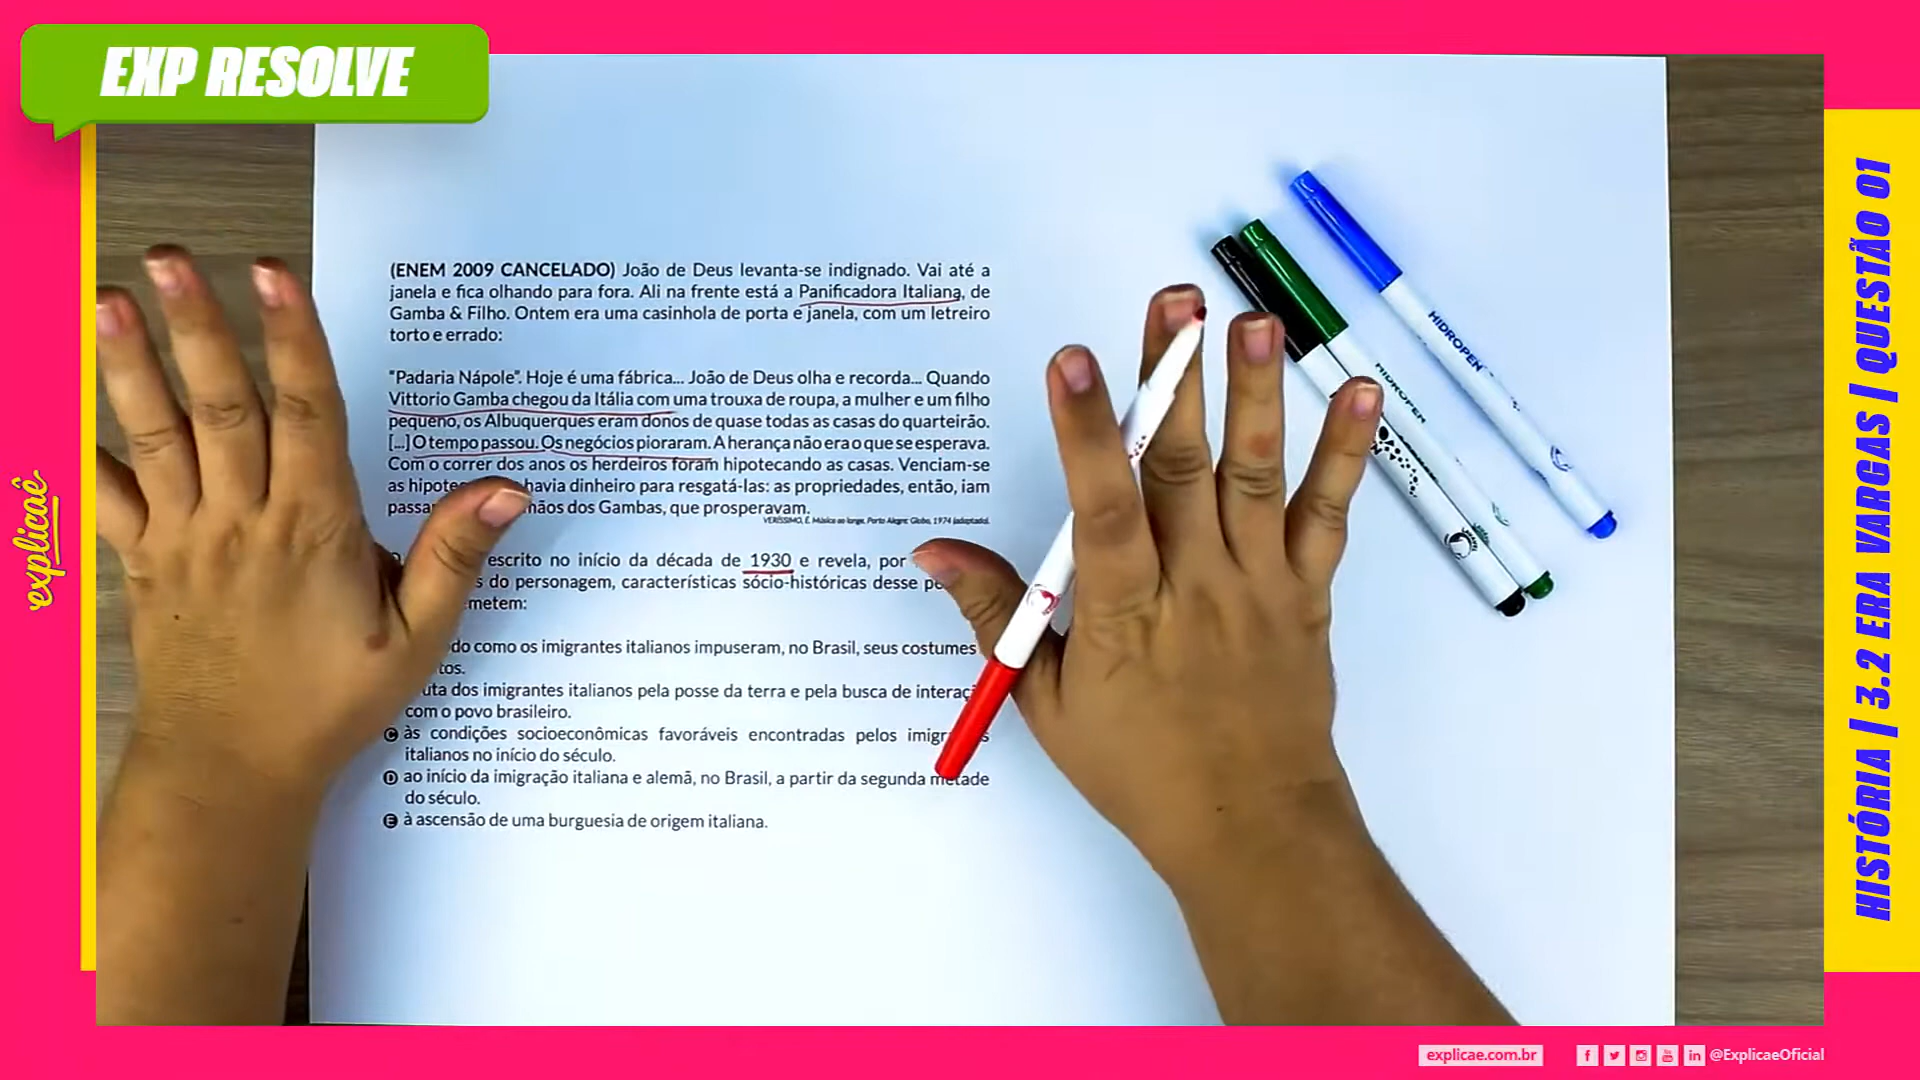 EXP RESOLVE
(ENEM 2009 CANCELADO) João de Deus levanta-se indignado. Vai até a
janela e fica olhando para fora. Ali na frente está a Panificadora Italiana, de
Gamba & Filho. Ontem era uma casinhola de porta e janela, com um letreiro
torto e errado:
"Padaria Nápole". Hoje é uma fábrica... João de Deus olha e recorda... Quando
Vittorio Gamba chegou da Itália com uma trouxa de roupa, a mulher e um filho
pequeno, os Albuquerques eram donos de quase todas as casas do quarteirão.
[...] O tempo passou. Os negócios pioraram. A herança não era o que se esperava.
Com o correr dos anos os herdeiros foram hipotecando as casas. Venciam-se
as havia dinheiro para resgatá-las: as propriedades, então, iam
dos Gambas, que prosperavam.
VERÍSSIMO, E. Música ao longe. Porto Alegre: Globo, 1974 (adaptado).
escrito no início da década de 1930 e revela, por
do personagem, características sócio-históricas desse
como os imigrantes italianos impuseram, no Brasil, seus costumes
dos imigrantes italianos pela posse da terra e pela busca de
com o povo brasileiro.
C às condições socioeconômicas favoráveis encontradas pelos
italianos no início do século.
D ao início da imigração italiana e alemã, no Brasil, a partir da segunda metade
do século.
E à ascensão de uma burguesia de origem italiana.
HIDROPEN
HIDROPEN
explicaê
HISTÓRIA | 3.2 ERA VARGAS | QUESTÃO 01
explicae.com.br
@ExplicaeOficial